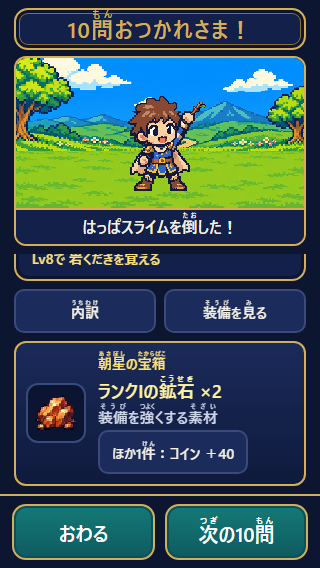 10問おつかれさま！
はっぱスライムを倒した！
Lv8で 岩くだきを覚える
内訳
装備を見る
朝星の宝箱
ランクIの鉱石 ×2
装備を強くする素材
ほか1件：コイン ＋40
おわる
次の10問